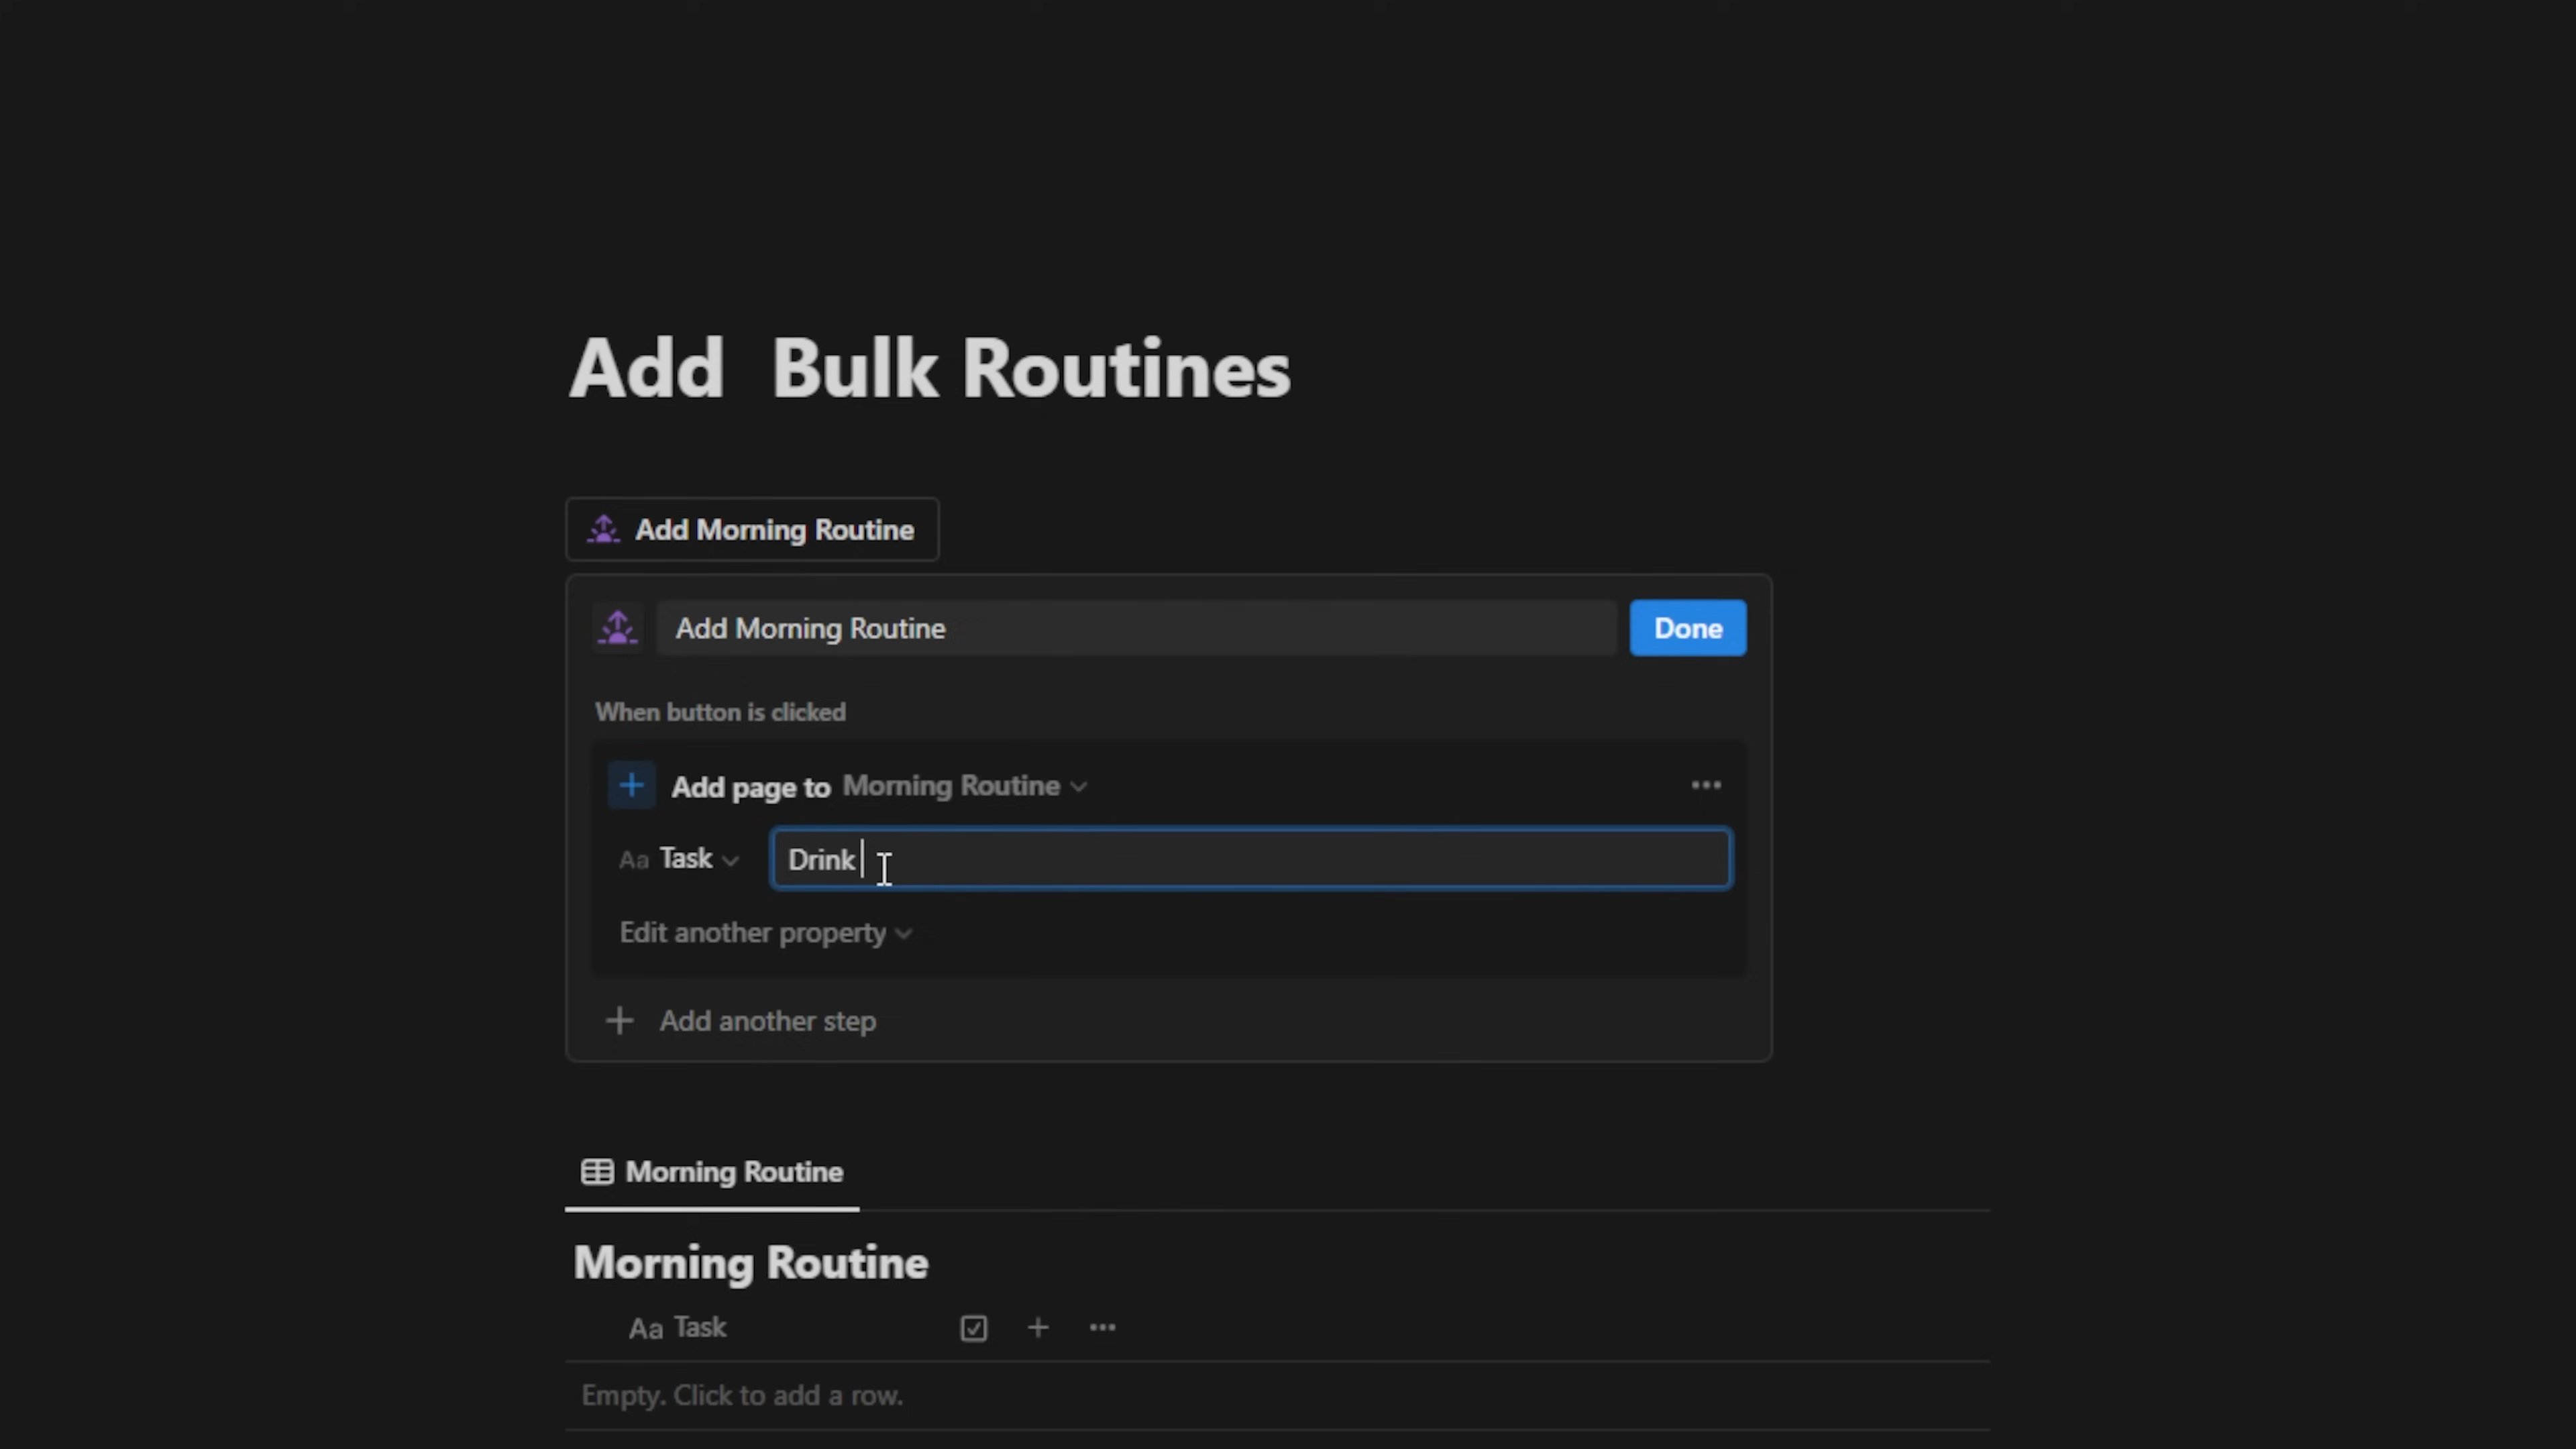 Add  Bulk Routines
Add Morning Routine
Add Morning Routine
Done
When button is clicked
Add page to Morning Routine
Aa Task
Drink
Edit another property
Add another step
Morning Routine
Morning Routine
Aa Task
Empty. Click to add a row.